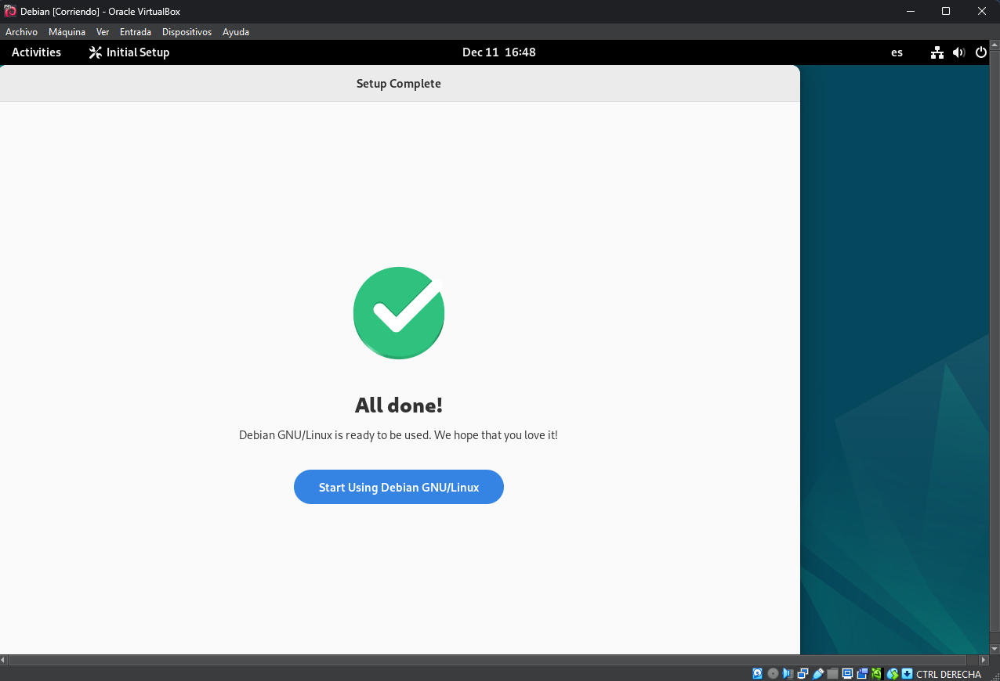 Debian [Corriendo] - Oracle VirtualBox
Archivo Máquina Ver Entrada Dispositivos Ayuda
Activities Initial Setup Dec 11 16:48 es
Setup Complete
All done!
Debian GNU/Linux is ready to be used. We hope that you love it!
Start Using Debian GNU/Linux
CTRL DERECHA